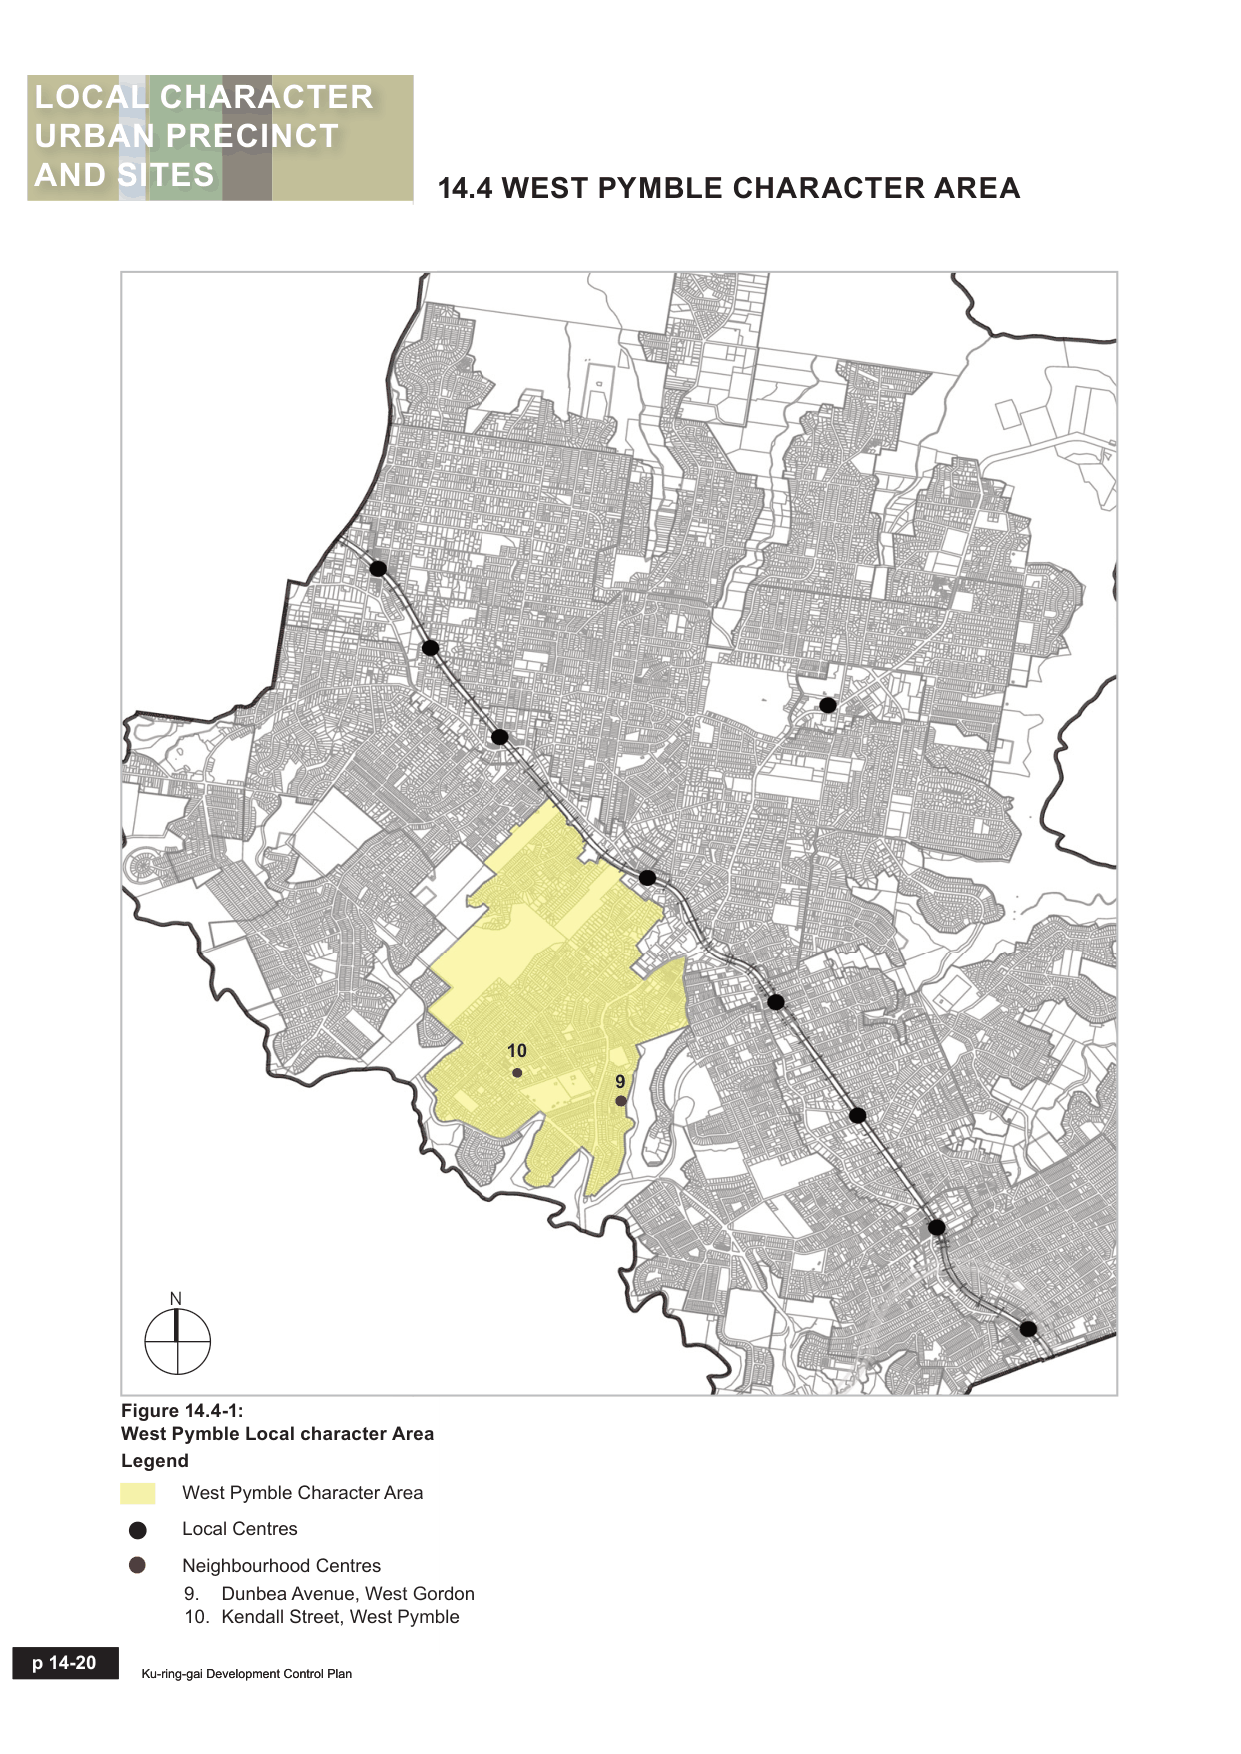 LOCAL CHARACTER
URBAN PRECINCT
AND SITES
14.4 WEST PYMBLE CHARACTER AREA
10
9
N
Figure 14.4-1:
West Pymble Local character Area
Legend
West Pymble Character Area
Local Centres
Neighbourhood Centres
9. Dunbea Avenue, West Gordon
10. Kendall Street, West Pymble
p 14-20
Ku-ring-gai Development Control Plan